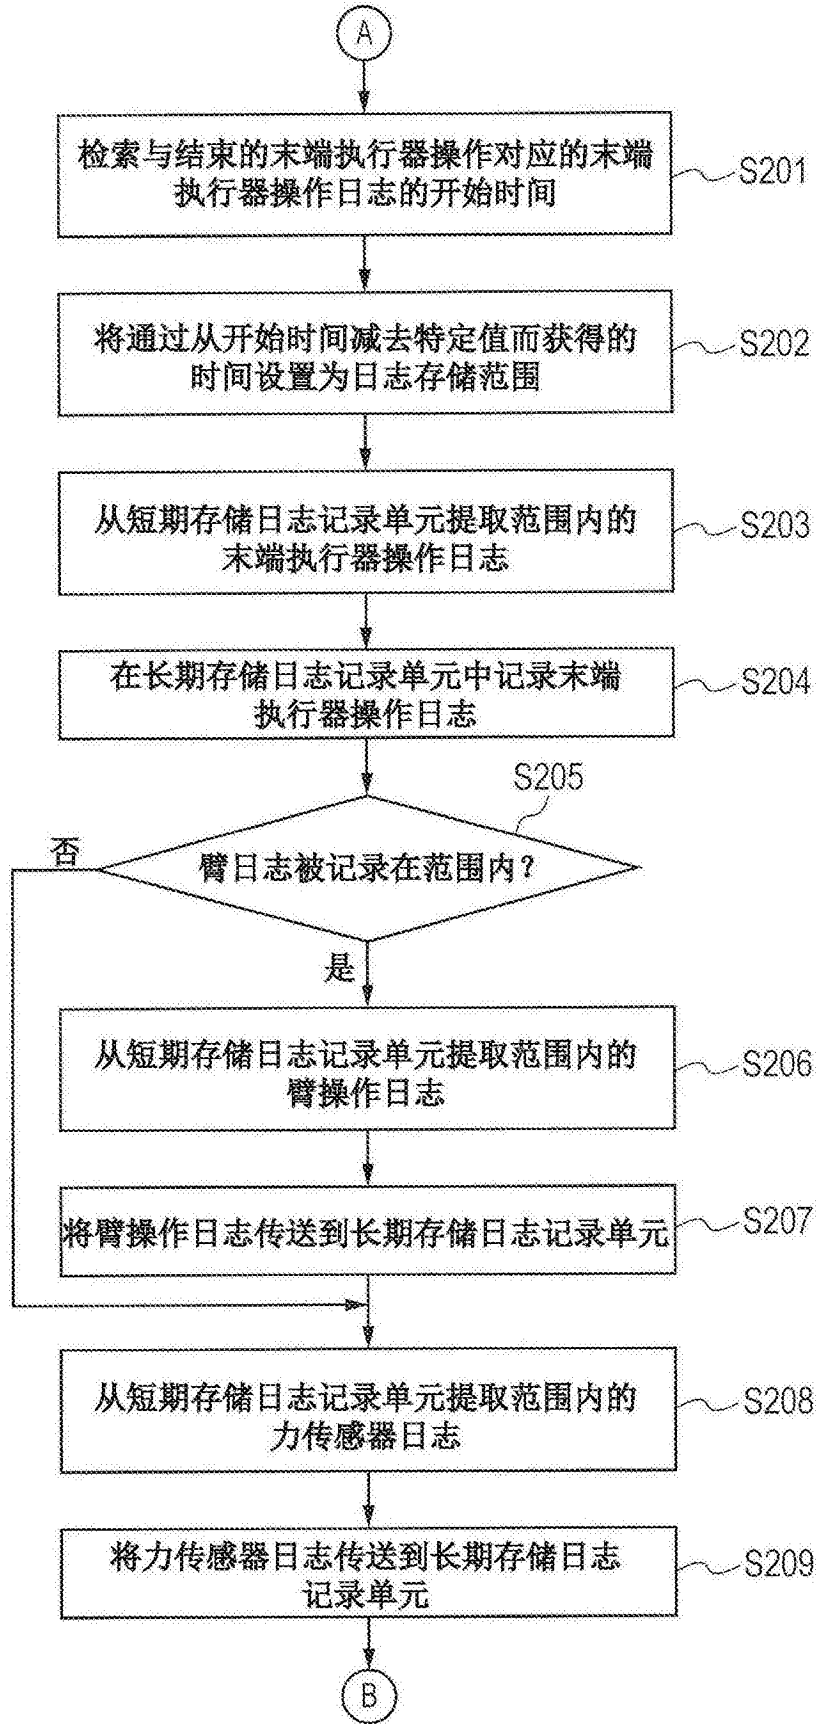 A
检索与结束的末端执行器操作对应的末端
执行器操作日志的开始时间
S201
将通过从开始时间减去特定值而获得的
时间设置为日志存储范围
S202
从短期存储日志记录单元提取范围内的
末端执行器操作日志
S203
在长期存储日志记录单元中记录末端
执行器操作日志
S204
S205
否
臂日志被记录在范围内？
是
从短期存储日志记录单元提取范围内的
臂操作日志
S206
将臂操作日志传送到长期存储日志记录单元
S207
从短期存储日志记录单元提取范围内的
力传感器日志
S208
将力传感器日志传送到长期存储日志
记录单元
S209
B